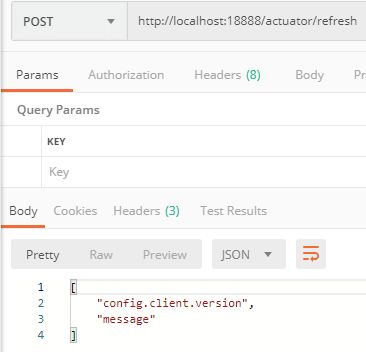 POST http://localhost:18888/actuator/refresh
Params Authorization Headers (8) Body Pr
Query Params
KEY
Key
Body Cookies Headers (3) Test Results
Pretty Raw Preview JSON
1 [
2 "config.client.version",
3 "message"
4 ]